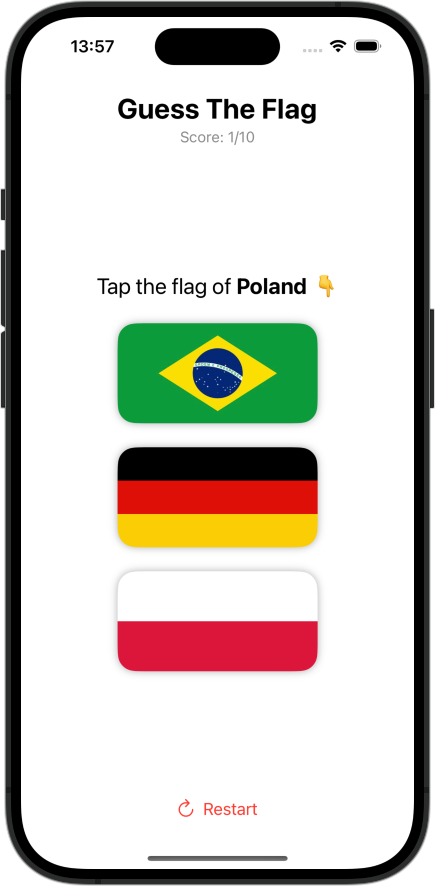 13:57
Guess The Flag
Score: 1/10
Tap the flag of Poland 👇
Restart